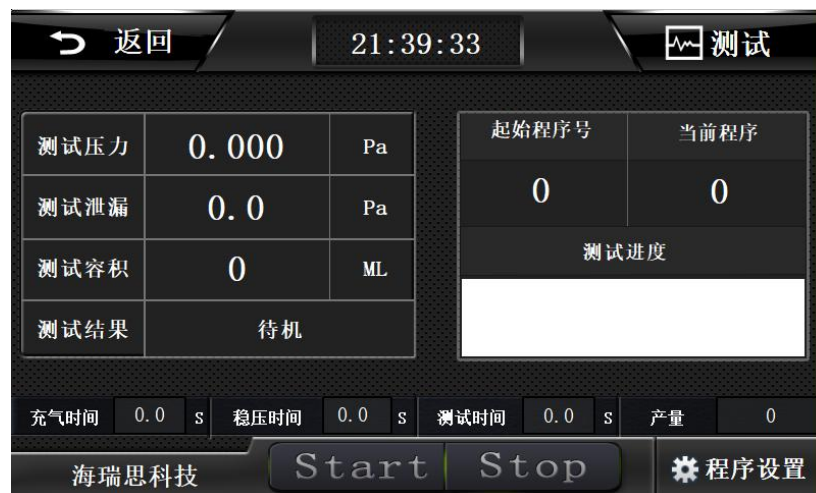 返回 21:39:33 测试
测试压力 0.000 Pa
测试泄漏 0.0 Pa
测试容积 0 ML
测试结果 待机
起始程序号 当前程序
0 0
测试进度
充气时间 0.0 s 稳压时间 0.0 s 测试时间 0.0 s 产量 0
海瑞思科技 Start Stop 程序设置